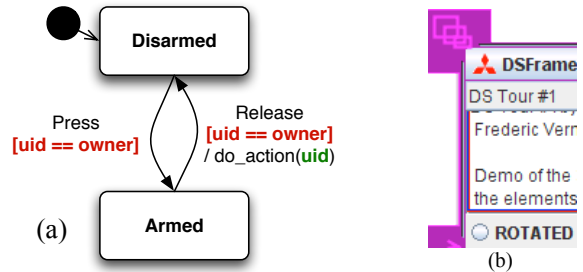 Disarmed
Press
[uid == owner]
Release
[uid == owner]
/ do_action(uid)
Armed
(a)
DSFrame
DS Tour #1
Frederic Vern
Demo of the
the elements
ROTATED
(b)